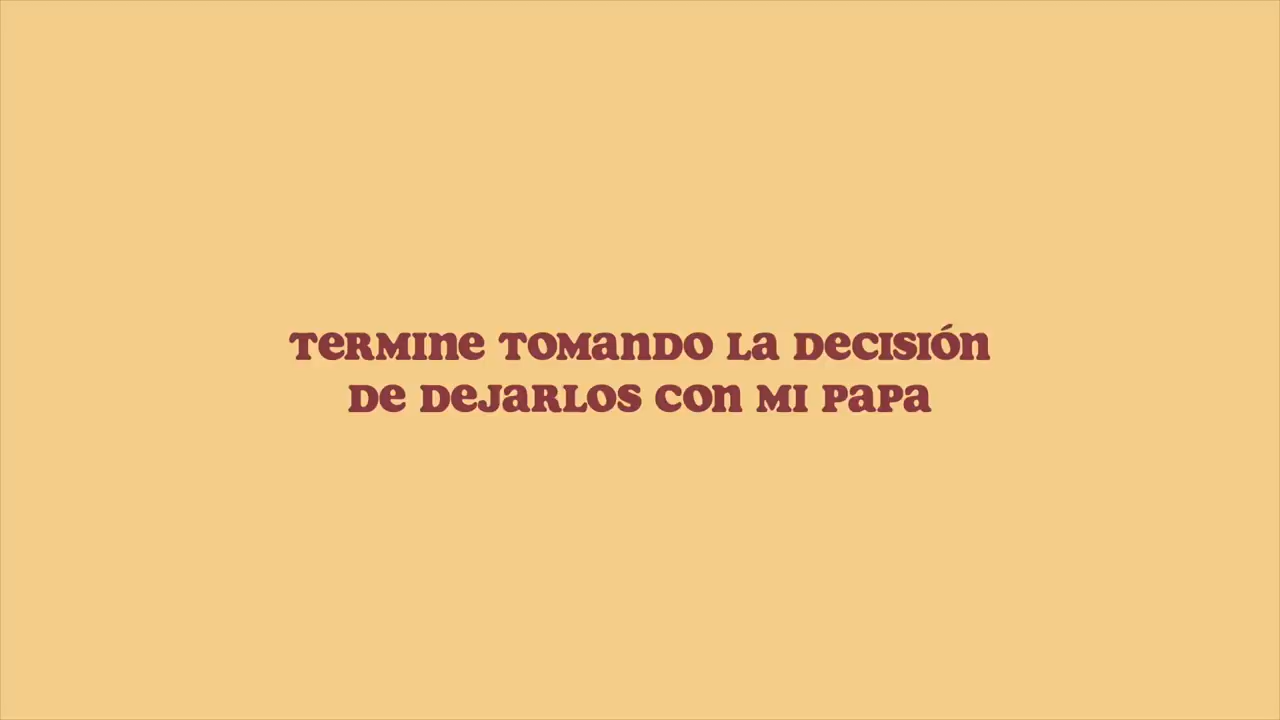 TERMINE TOMANDO LA DECISIÓN
DE DEJARLOS CON MI PAPA